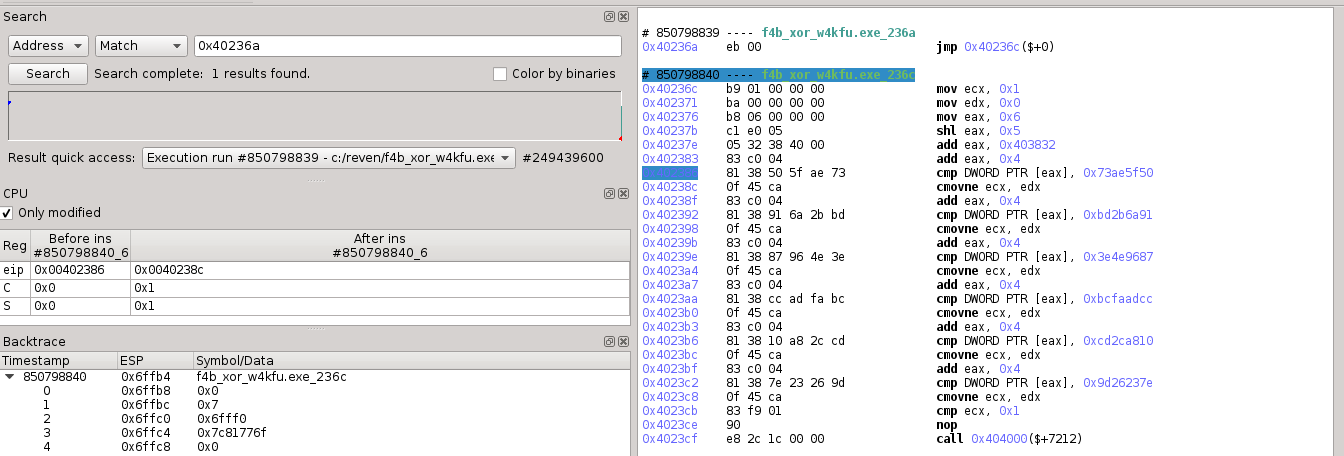 Search
Address Match 0x40236a
Search Search complete: 1 results found. Color by binaries
Result quick access: Execution run #850798839 - c:/reven/f4b_xor_w4kfu.exe #249439600
CPU
Only modified
Reg Before ins #850798840_6 After ins #850798840_6
eip 0x00402386 0x0040238c
C 0x0 0x1
S 0x0 0x1
Backtrace
Timestamp ESP Symbol/Data
850798840 0x6ffb4 f4b_xor_w4kfu.exe_236c
0 0x6ffb8 0x0
1 0x6ffbc 0x7
2 0x6ffc0 0x6fff0
3 0x6ffc4 0x7c81776f
4 0x6ffc8 0x0
# 850798839 ---- f4b_xor_w4kfu.exe_236a
0x40236a eb 00 jmp 0x40236c($+0)
# 850798840 ---- f4b_xor_w4kfu.exe_236c
0x40236c b9 01 00 00 00 mov ecx, 0x1
0x402371 ba 00 00 00 00 mov edx, 0x0
0x402376 b8 06 00 00 00 mov eax, 0x6
0x40237b c1 e0 05 shl eax, 0x5
0x40237e 05 32 38 40 00 add eax, 0x403832
0x402383 83 c0 04 add eax, 0x4
81 38 50 5f ae 73 cmp DWORD PTR [eax], 0x73ae5f50
0x40238c 0f 45 ca cmovne ecx, edx
0x40238f 83 c0 04 add eax, 0x4
0x402392 81 38 91 6a 2b bd cmp DWORD PTR [eax], 0xbd2b6a91
0x402398 0f 45 ca cmovne ecx, edx
0x40239b 83 c0 04 add eax, 0x4
0x40239e 81 38 87 96 4e 3e cmp DWORD PTR [eax], 0x3e4e9687
0x4023a4 0f 45 ca cmovne ecx, edx
0x4023a7 83 c0 04 add eax, 0x4
0x4023aa 81 38 cc ad fa bc cmp DWORD PTR [eax], 0xbcfaadcc
0x4023b0 0f 45 ca cmovne ecx, edx
0x4023b3 83 c0 04 add eax, 0x4
0x4023b6 81 38 10 a8 2c cd cmp DWORD PTR [eax], 0xcd2ca810
0x4023bc 0f 45 ca cmovne ecx, edx
0x4023bf 83 c0 04 add eax, 0x4
0x4023c2 81 38 7e 23 26 9d cmp DWORD PTR [eax], 0x9d26237e
0x4023c8 0f 45 ca cmovne ecx, edx
0x4023cb 83 f9 01 cmp ecx, 0x1
0x4023ce 90 nop
0x4023cf e8 2c 1c 00 00 call 0x404000($+7212)